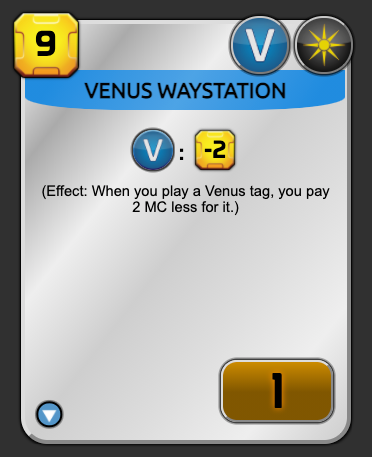 9
V
VENUS WAYSTATION
V : -2
(Effect: When you play a Venus tag, you pay
2 MC less for it.)
1